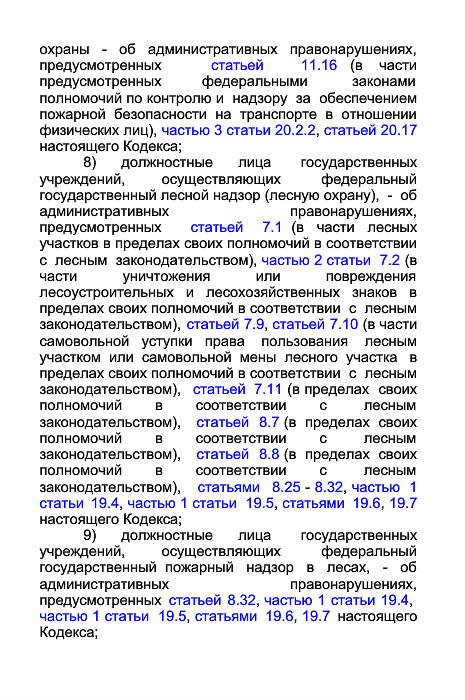 охраны - об административных правонарушениях,
предусмотренных статьей 11.16 (в части
предусмотренных федеральными законами
полномочий по контролю и надзору за обеспечением
пожарной безопасности на транспорте в отношении
физических лиц), частью 3 статьи 20.2.2, статьей 20.17
настоящего Кодекса;
8) должностные лица государственных
учреждений, осуществляющих федеральный
государственный лесной надзор (лесную охрану), - об
административных правонарушениях,
предусмотренных статьей 7.1 (в части лесных
участков в пределах своих полномочий в соответствии
с лесным законодательством), частью 2 статьи 7.2 (в
части уничтожения или повреждения
лесоустроительных и лесохозяйственных знаков в
пределах своих полномочий в соответствии с лесным
законодательством), статьей 7.9, статьей 7.10 (в части
самовольной уступки права пользования лесным
участком или самовольной мены лесного участка в
пределах своих полномочий в соответствии с лесным
законодательством), статьей 7.11 (в пределах своих
полномочий в соответствии с лесным
законодательством), статьей 8.7 (в пределах своих
полномочий в соответствии с лесным
законодательством), статьей 8.8 (в пределах своих
полномочий в соответствии с лесным
законодательством), статьями 8.25 - 8.32, частью 1
статьи 19.4, частью 1 статьи 19.5, статьями 19.6, 19.7
настоящего Кодекса;
9) должностные лица государственных
учреждений, осуществляющих федеральный
государственный пожарный надзор в лесах, - об
административных правонарушениях,
предусмотренных статьей 8.32, частью 1 статьи 19.4,
частью 1 статьи 19.5, статьями 19.6, 19.7 настоящего
Кодекса;